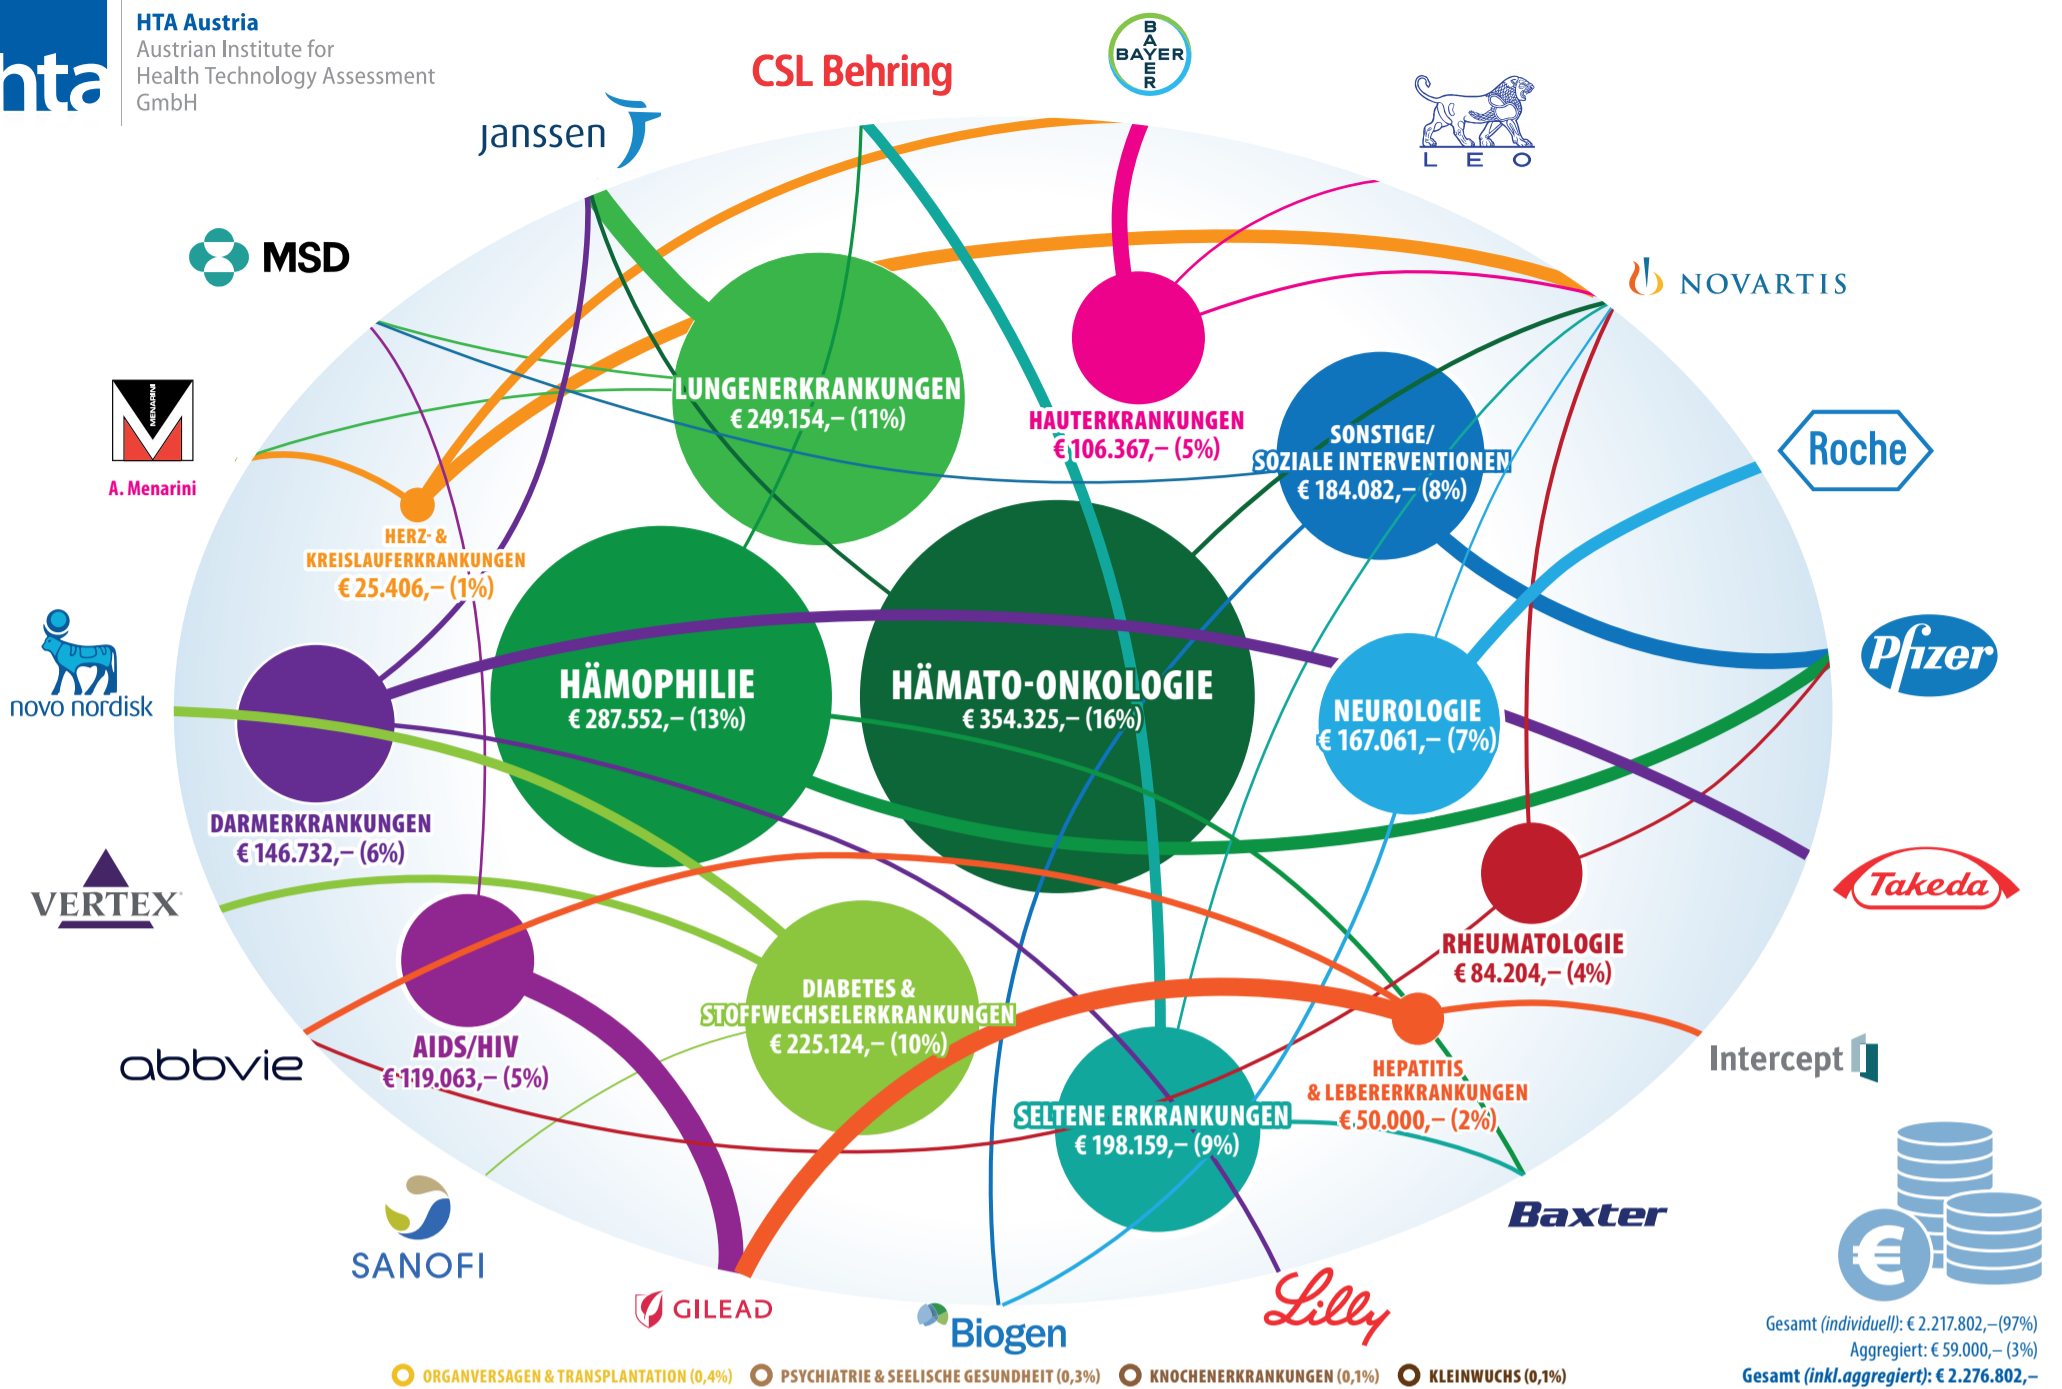 hta
HTA Austria
Austrian Institute for
Health Technology Assessment
GmbH
Janssen
CSL Behring
BAYER
BAYER
LEO
MSD
NOVARTIS
MENARINI
A. Menarini
Roche
LUNGENERKRANKUNGEN
€ 249.154,– (11%)
HAUTERKRANKUNGEN
€ 106.367,– (5%)
SONSTIGE/
SOZIALE INTERVENTIONEN
€ 184.082,– (8%)
HERZ- &
KREISLAUFERKRANKUNGEN
€ 25.406,– (1%)
novo nordisk
Pfizer
HÄMOPHILIE
€ 287.552,– (13%)
HÄMATO-ONKOLOGIE
€ 354.325,– (16%)
NEUROLOGIE
€ 167.061,– (7%)
DARMERKRANKUNGEN
€ 146.732,– (6%)
VERTEX
Takeda
RHEUMATOLOGIE
€ 84.204,– (4%)
DIABETES &
STOFFWECHSELERKRANKUNGEN
€ 225.124,– (10%)
abbvie
AIDS/HIV
€ 119.063,– (5%)
Intercept
HEPATITIS
& LEBERERKRANKUNGEN
€ 50.000,– (2%)
SELTENE ERKRANKUNGEN
€ 198.159,– (9%)
SANOFI
Baxter
€
GILEAD
Biogen
Lilly
Gesamt (individuell): € 2.217.802,–(97%)
Aggregiert: € 59.000,– (3%)
Gesamt (inkl.aggregiert): € 2.276.802,–
ORGANVERSAGEN & TRANSPLANTATION (0,4%)
PSYCHIATRIE & SEELISCHE GESUNDHEIT (0,3%)
KNOCHENERKRANKUNGEN (0,1%)
KLEINWUCHS (0,1%)